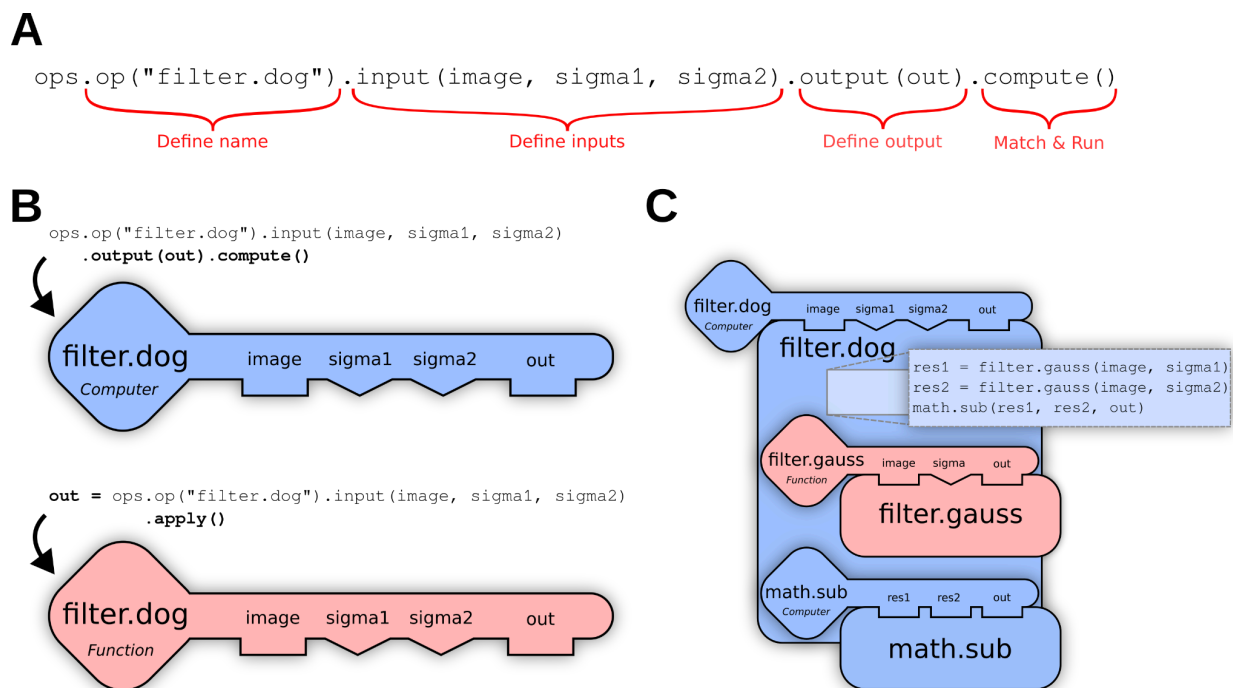 A
ops.op("filter.dog").input(image, sigma1, sigma2).output(out).compute()
Define name
Define inputs
Define output
Match & Run
B
ops.op("filter.dog").input(image, sigma1, sigma2)
.output(out).compute()
filter.dog
Computer
image
sigma1
sigma2
out
out = ops.op("filter.dog").input(image, sigma1, sigma2)
.apply()
filter.dog
Function
image
sigma1
sigma2
out
C
filter.dog
Computer
image
sigma1
sigma2
out
filter.dog
res1 = filter.gauss(image, sigma1)
res2 = filter.gauss(image, sigma2)
math.sub(res1, res2, out)
filter.gauss
Function
image
sigma
out
filter.gauss
math.sub
Computer
res1
res2
out
math.sub